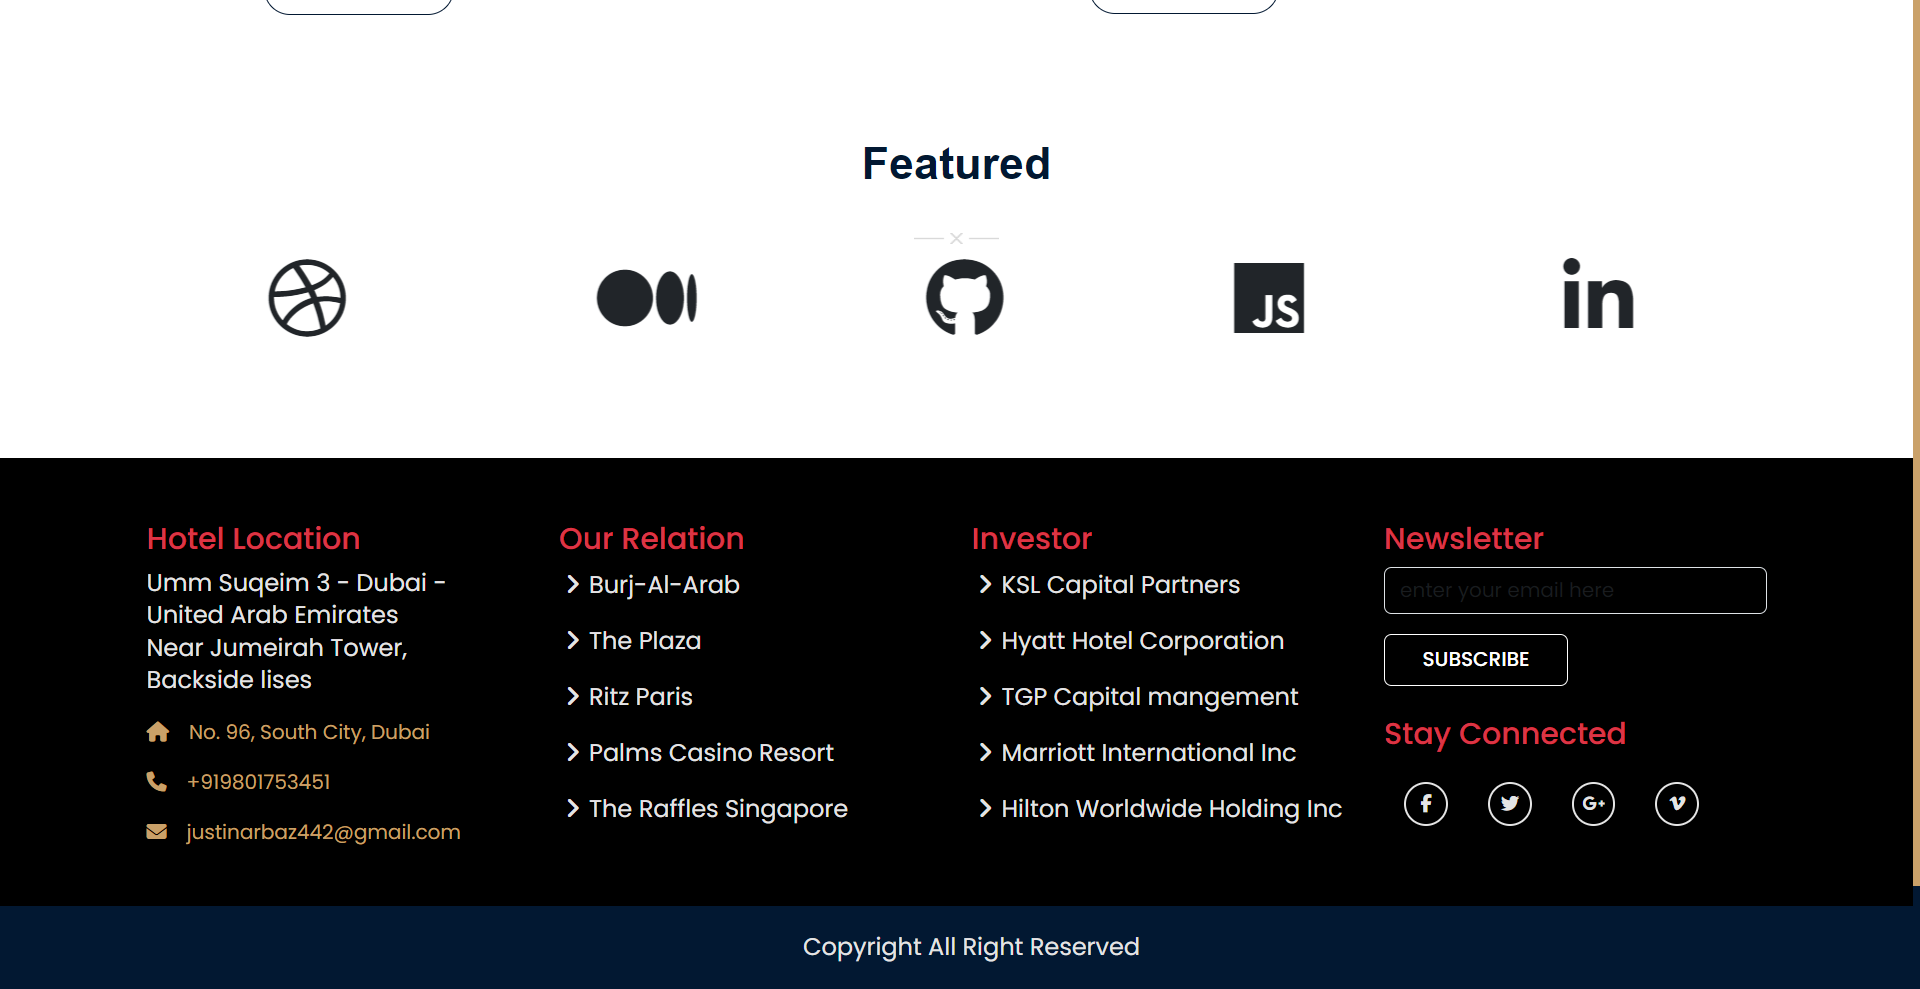 Featured
JS
in
Hotel Location
Umm Suqeim 3 - Dubai -
United Arab Emirates
Near Jumeirah Tower,
Backside lises
No. 96, South City, Dubai
+919801753451
justinarbaz442@gmail.com
Our Relation
Burj-Al-Arab
The Plaza
Ritz Paris
Palms Casino Resort
The Raffles Singapore
Investor
KSL Capital Partners
Hyatt Hotel Corporation
TGP Capital mangement
Marriott International Inc
Hilton Worldwide Holding Inc
Newsletter
enter your email here
SUBSCRIBE
Stay Connected
Copyright All Right Reserved